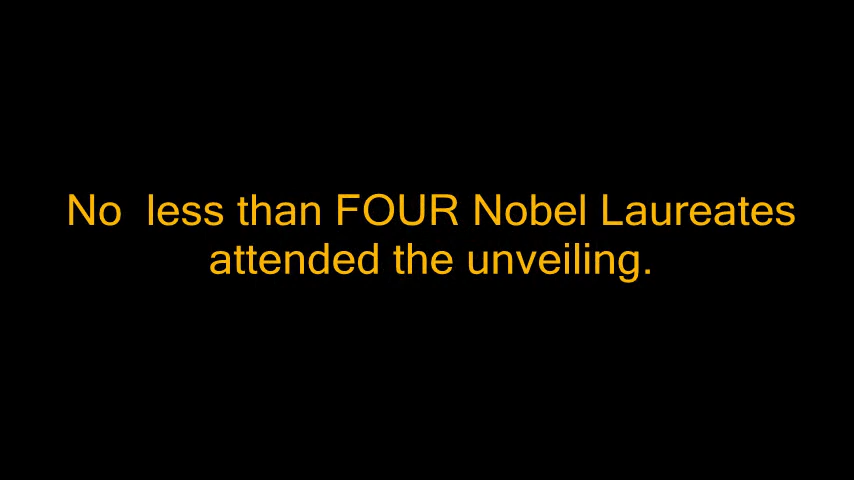 No  less than FOUR Nobel Laureates
attended the unveiling.